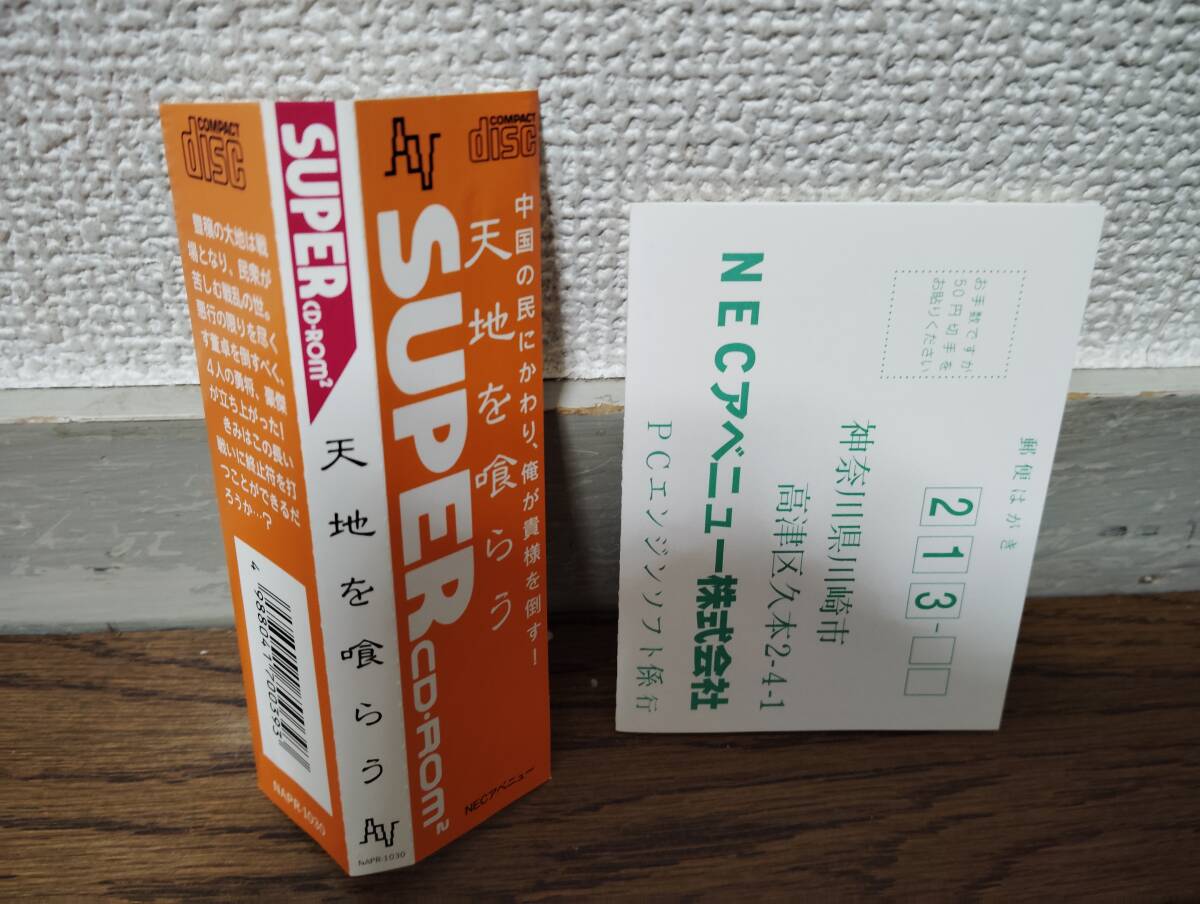 COMPACT
disc
豊穣の大地は戦
場となり、民衆が
苦しむ戦乱の世。
悪行の限りを尽く
す董卓を倒すべく、
4人の勇将、豪傑
が立ち上がった!
きみはこの長い
戦いに終止符を打
つことができるだ
ろうか…?
4 988041 700393
NAPR-1030
SUPER CD-ROM²
天地を喰らう
AV
NAPR-1030
AV
SUPER CD-ROM²
COMPACT
disc
中国の民にかわり、俺が貴様を倒す!
天地を喰らう
NECアベニュー
郵便はがき
213-
お手数ですが
50円切手を
お貼りください
神奈川県川崎市
高津区久本2-4-1
NECアベニュー株式会社
PCエンジンソフト係行